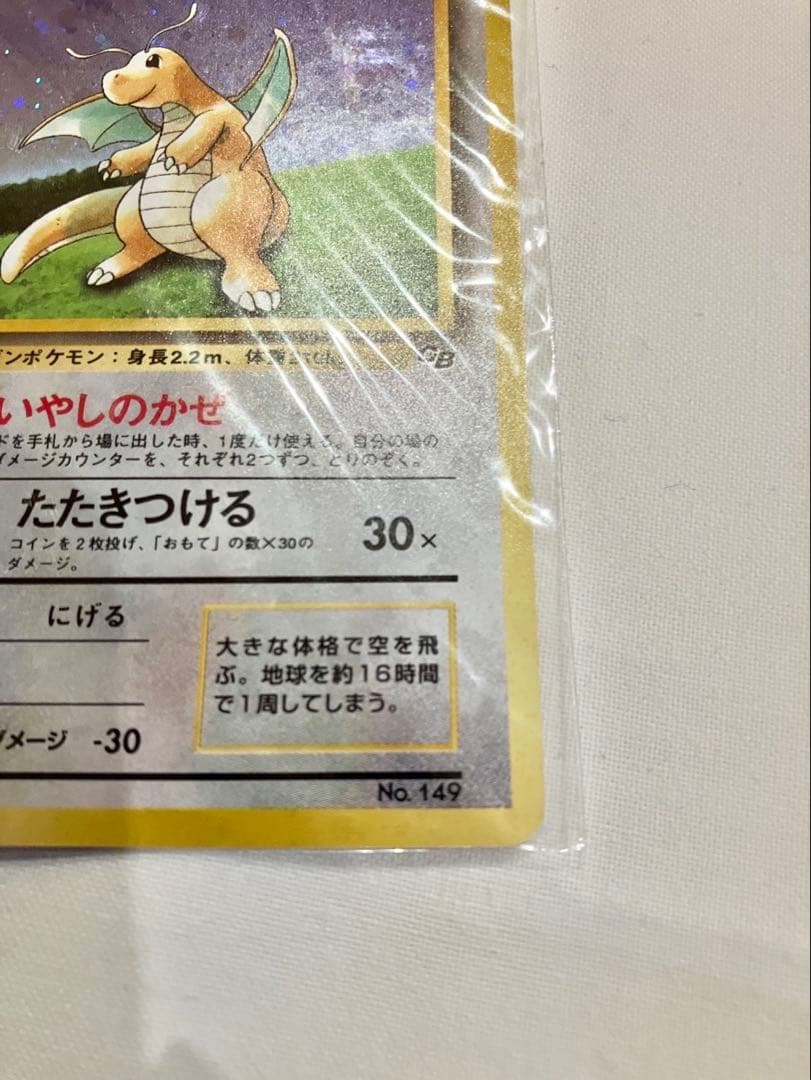 ンポケモン：身長2.2m、体重
GB
いやしのかぜ
ドを手札から場に出した時、1度だけ使える。自分の場の
ダメージカウンターを、それぞれ2つずつ、とりのぞく。
たたきつける
30×
コインを2枚投げ、「おもて」の数×30の
ダメージ。
にげる
大きな体格で空を飛
ぶ。地球を約16時間
で1周してしまう。
ダメージ -30
No. 149